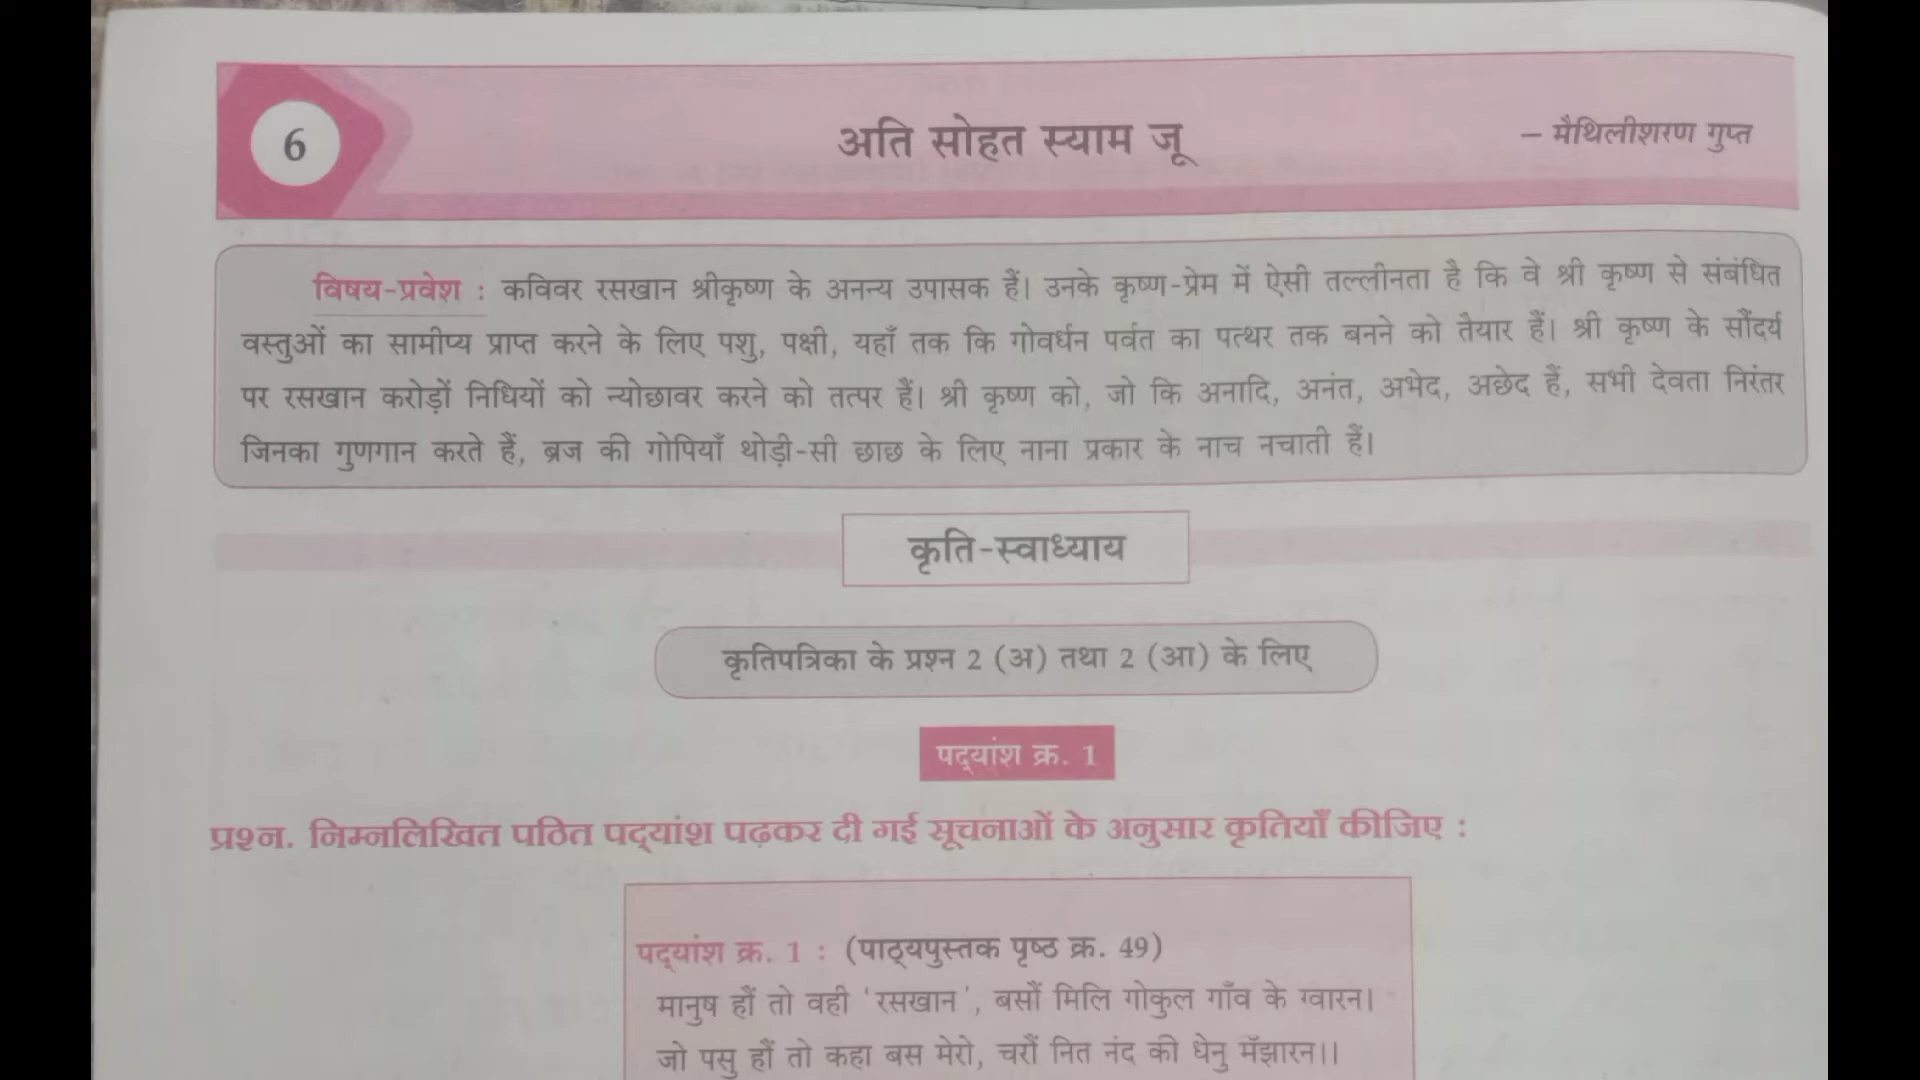 6
अति सोहत स्याम जू
– मैथिलीशरण गुप्त
विषय-प्रवेश : कविवर रसखान श्रीकृष्ण के अनन्य उपासक हैं। उनके कृष्ण-प्रेम में ऐसी तल्लीनता है कि वे श्री कृष्ण से संबंधित
वस्तुओं का सामीप्य प्राप्त करने के लिए पशु, पक्षी, यहाँ तक कि गोवर्धन पर्वत का पत्थर तक बनने को तैयार हैं। श्री कृष्ण के सौंदर्य
पर रसखान करोड़ों निधियों को न्योछावर करने को तत्पर हैं। श्री कृष्ण को, जो कि अनादि, अनंत, अभेद, अछेद हैं, सभी देवता निरंतर
जिनका गुणगान करते हैं, ब्रज की गोपियाँ थोड़ी-सी छाछ के लिए नाना प्रकार के नाच नचाती हैं।
कृति-स्वाध्याय
कृतिपत्रिका के प्रश्न 2 (अ) तथा 2 (आ) के लिए
पद्‌यांश क्र. 1
प्रश्न. निम्नलिखित पठित पद्‌यांश पढ़कर दी गई सूचनाओं के अनुसार कृतियाँ कीजिए :
पद्‌यांश क्र. 1 : (पाठ्‌यपुस्तक पृष्ठ क्र. 49)
मानुष हौं तो वही 'रसखान', बसौं मिलि गोकुल गाँव के ग्वारन।
जो पसु हौं तो कहा बस मेरो, चरौं नित नंद की धेनु मँझारन।।